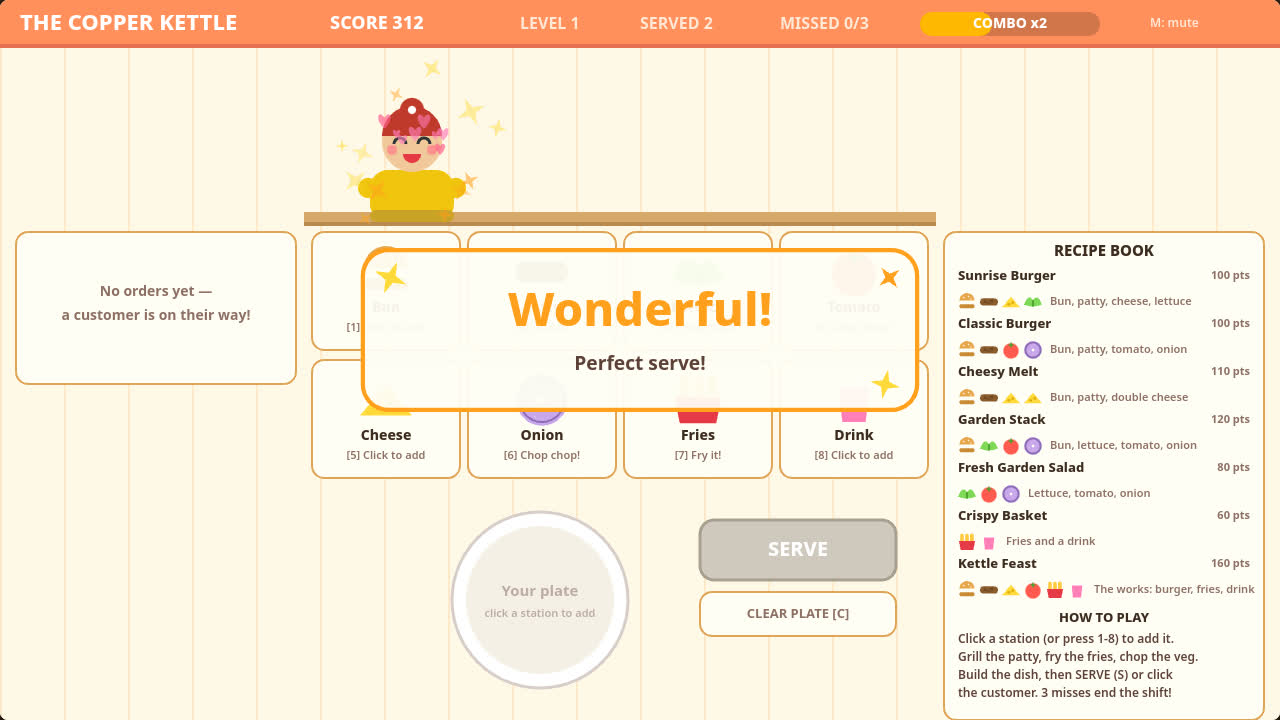 THE COPPER KETTLE
SCORE 312
LEVEL 1
SERVED 2
MISSED 0/3
COMBO x2
M: mute
No orders yet —
a customer is on their way!
Bun
Tomato
[1]
Wonderful!
Perfect serve!
Cheese
[5] Click to add
Onion
[6] Chop chop!
Fries
[7] Fry it!
Drink
[8] Click to add
Your plate
click a station to add
SERVE
CLEAR PLATE [C]
RECIPE BOOK
Sunrise Burger 100 pts
Bun, patty, cheese, lettuce
Classic Burger 100 pts
Bun, patty, tomato, onion
Cheesy Melt 110 pts
Bun, patty, double cheese
Garden Stack 120 pts
Bun, lettuce, tomato, onion
Fresh Garden Salad 80 pts
Lettuce, tomato, onion
Crispy Basket 60 pts
Fries and a drink
Kettle Feast 160 pts
The works: burger, fries, drink
HOW TO PLAY
Click a station (or press 1-8) to add it.
Grill the patty, fry the fries, chop the veg.
Build the dish, then SERVE (S) or click
the customer. 3 misses end the shift!